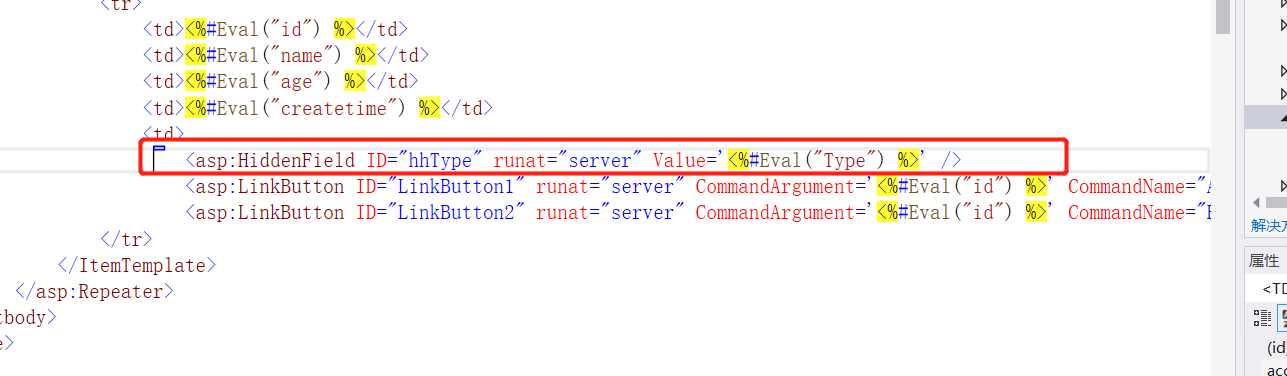 <tr>
<td><%#Eval("id") %></td>
<td><%#Eval("name") %></td>
<td><%#Eval("age") %></td>
<td><%#Eval("createtime") %></td>
<td>
<asp:HiddenField ID="hhType" runat="server" Value='<%#Eval("Type") %>' />
<asp:LinkButton ID="LinkButton1" runat="server" CommandArgument='<%#Eval("id") %>' CommandName="
<asp:LinkButton ID="LinkButton2" runat="server" CommandArgument='<%#Eval("id") %>' CommandName="
</tr>
</ItemTemplate>
</asp:Repeater>
tbody>
e>
解决
属性
<TD
(id
acc